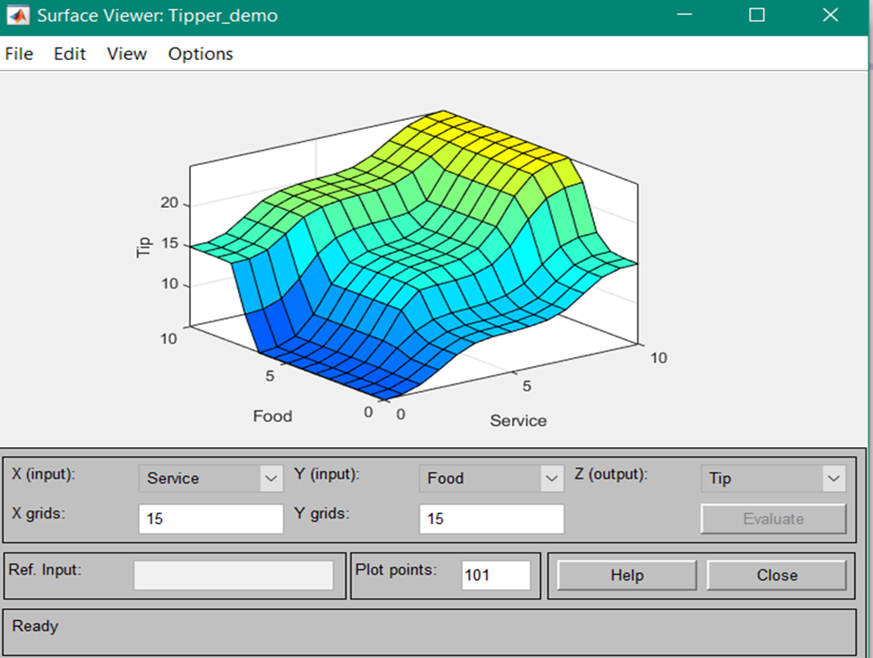 Surface Viewer: Tipper_demo
File Edit View Options
20
15
10
Tip
10
5
0
0
5
10
Food
Service
X (input): Service Y (input): Food Z (output): Tip
X grids: 15 Y grids: 15 Evaluate
Ref. Input: Plot points: 101 Help Close
Ready